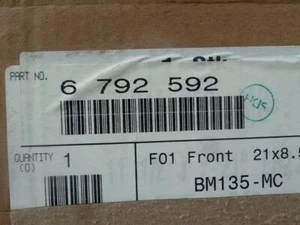 PART NO. 6 792 592
QUANTITY 1
(Q)
F01 Front 21x8.5
BM135-MC